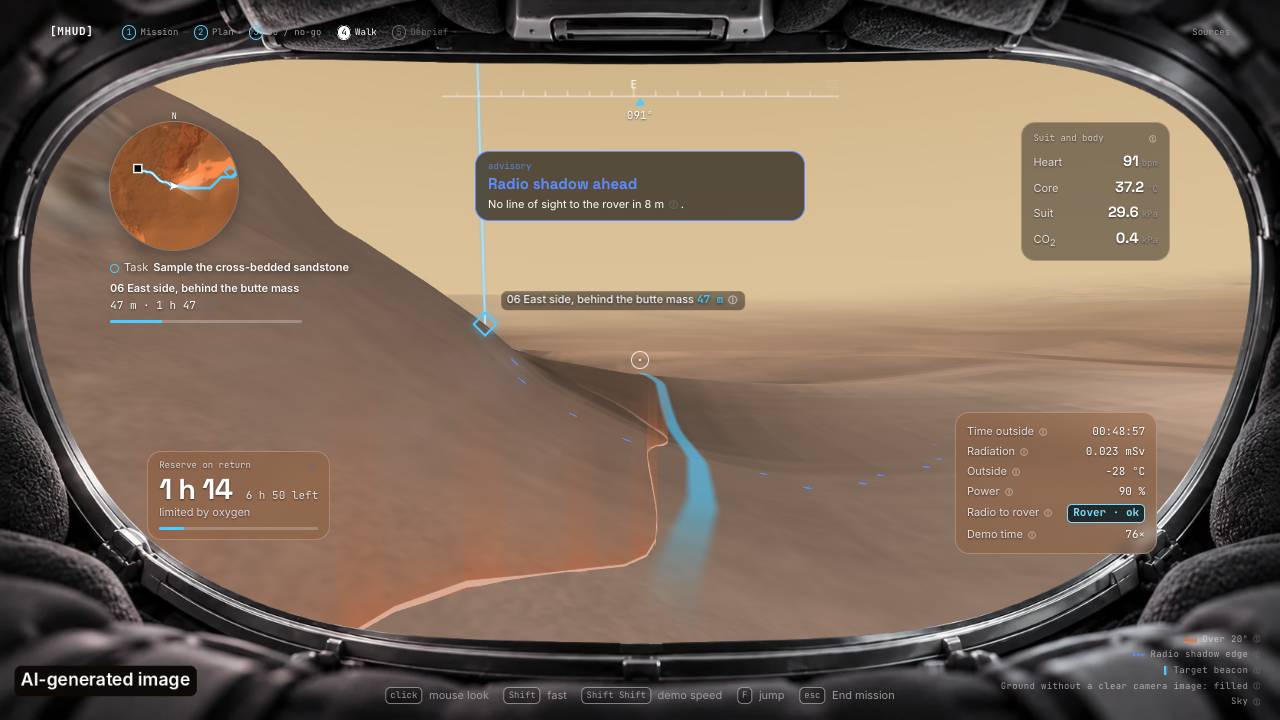 [MHUD]
1 Mission
2 Plan
3 Go / no-go
4 Walk
5 Debrief
Sources
E
091°
N
advisory
Radio shadow ahead
No line of sight to the rover in 8 m ⓘ .
Suit and body ⓘ
Heart 91 bpm
Core 37.2 °C
Suit 29.6 kPa
CO₂ 0.4 kPa
Task Sample the cross-bedded sandstone
06 East side, behind the butte mass
47 m · 1 h 47
06 East side, behind the butte mass 47 m ⓘ
Reserve on return
1 h 14 6 h 50 left
limited by oxygen
Time outside ⓘ 00:48:57
Radiation ⓘ 0.023 mSv
Outside ⓘ -28 °C
Power ⓘ 90 %
Radio to rover ⓘ Rover · ok
Demo time ⓘ 76×
Over 20° ⓘ
Radio shadow edge ⓘ
Target beacon ⓘ
Ground without a clear camera image: filled ⓘ
Sky ⓘ
AI-generated image
click mouse look Shift fast Shift Shift demo speed F jump esc End mission